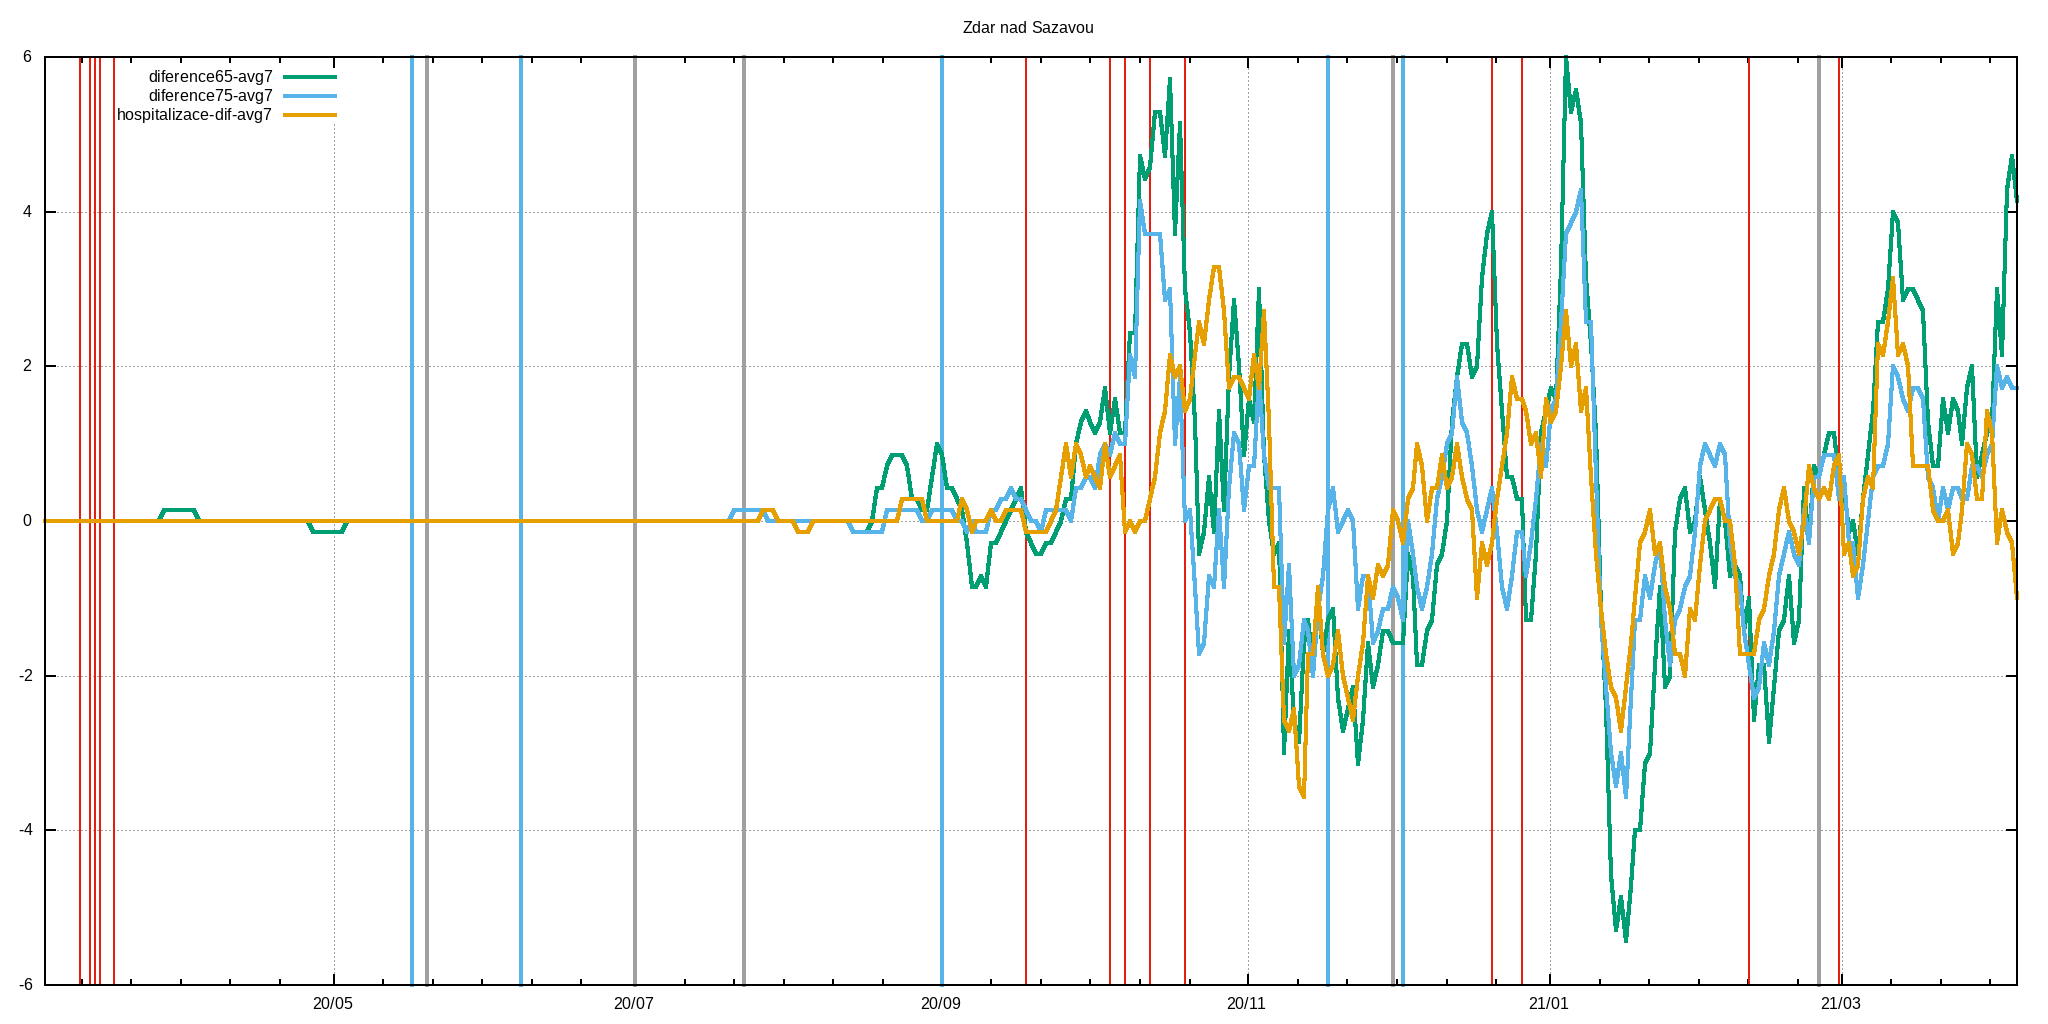 Zdar nad Sazavou
diference65-avg7
diference75-avg7
hospitalizace-dif-avg7
6
4
2
0
-2
-4
-6
20/05 20/07 20/09 20/11 21/01 21/03